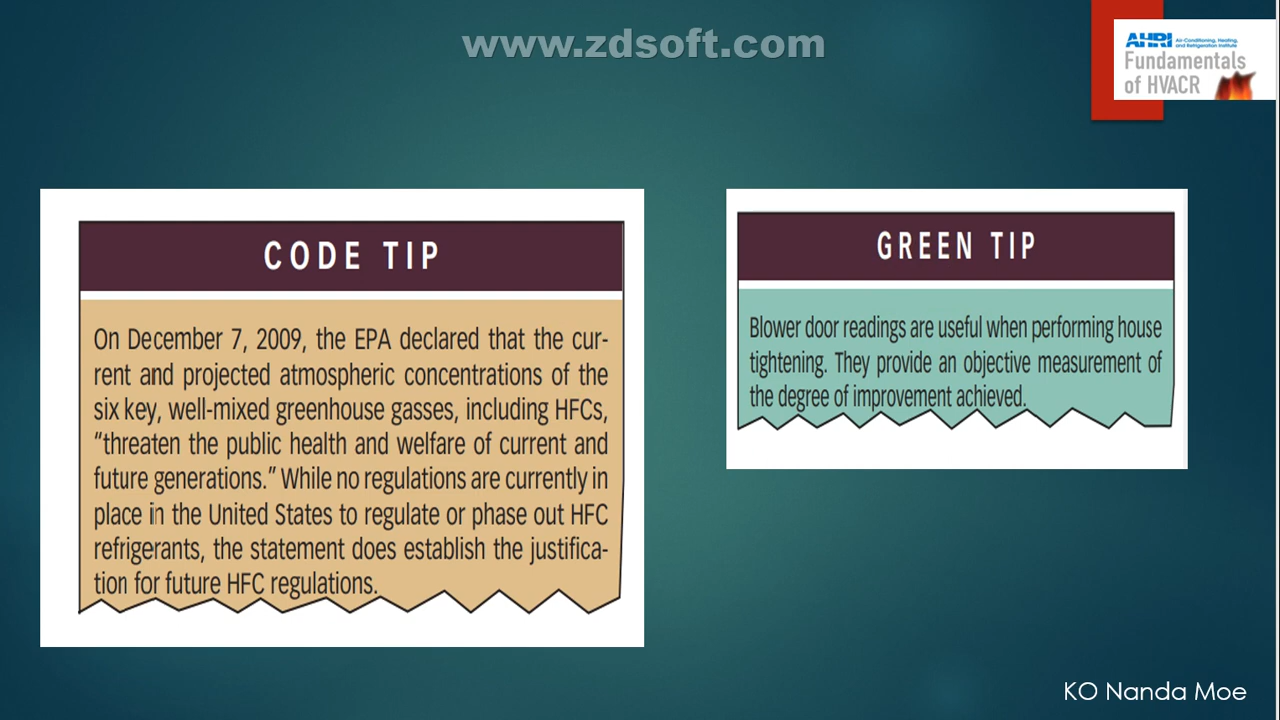 www.zdsoft.com
AHRI Air-Conditioning, Heating,
and Refrigeration Institute
Fundamentals
of HVACR
CODE TIP
On December 7, 2009, the EPA declared that the cur-
rent and projected atmospheric concentrations of the
six key, well-mixed greenhouse gasses, including HFCs,
“threaten the public health and welfare of current and
future generations.” While no regulations are currently in
place in the United States to regulate or phase out HFC
refrigerants, the statement does establish the justifica-
tion for future HFC regulations.
GREEN TIP
Blower door readings are useful when performing house
tightening. They provide an objective measurement of
the degree of improvement achieved.
KO Nanda Moe